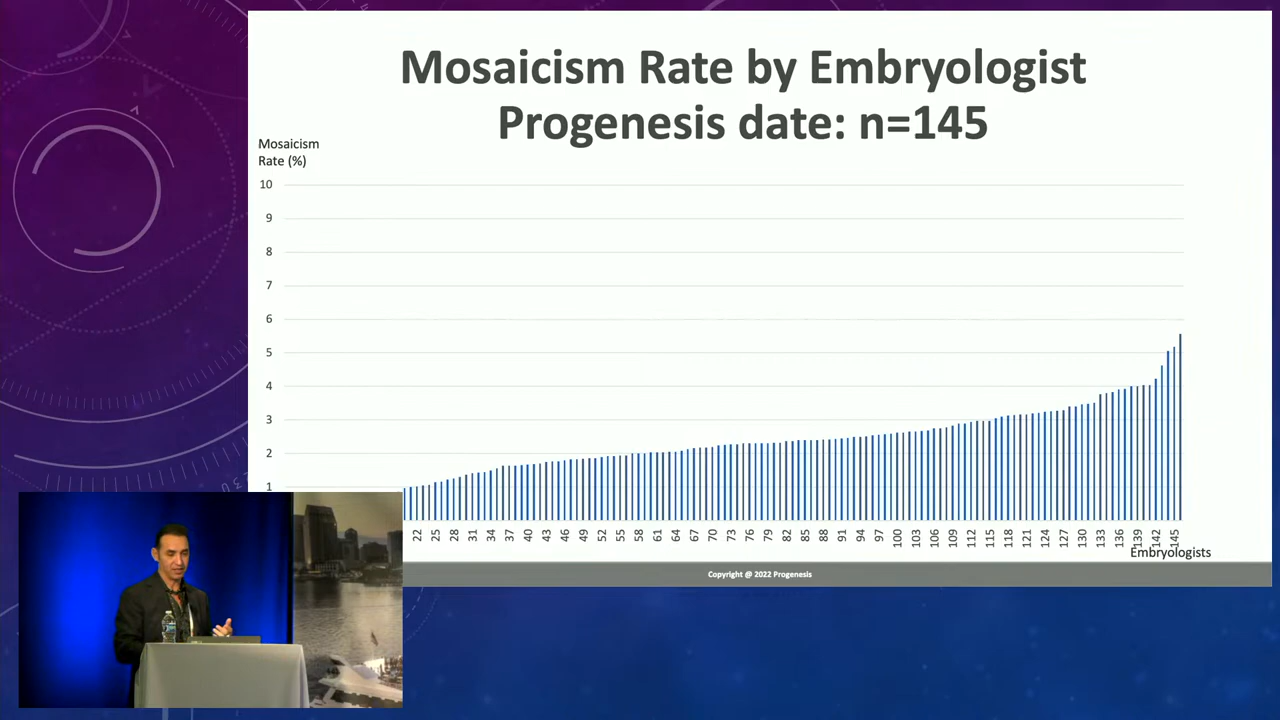 Mosaicism Rate by Embryologist
Progenesis date: n=145
Mosaicism
Rate (%)
10
9
8
7
6
5
4
3
2
1
22 25 28 31 34 37 40 43 46 49 52 55 58 61 64 67 70 73 76 79 82 85 88 91 94 97 100 103 106 109 112 115 118 121 124 127 130 133 136 139 142 145
Embryologists
Copyright @ 2022 Progenesis